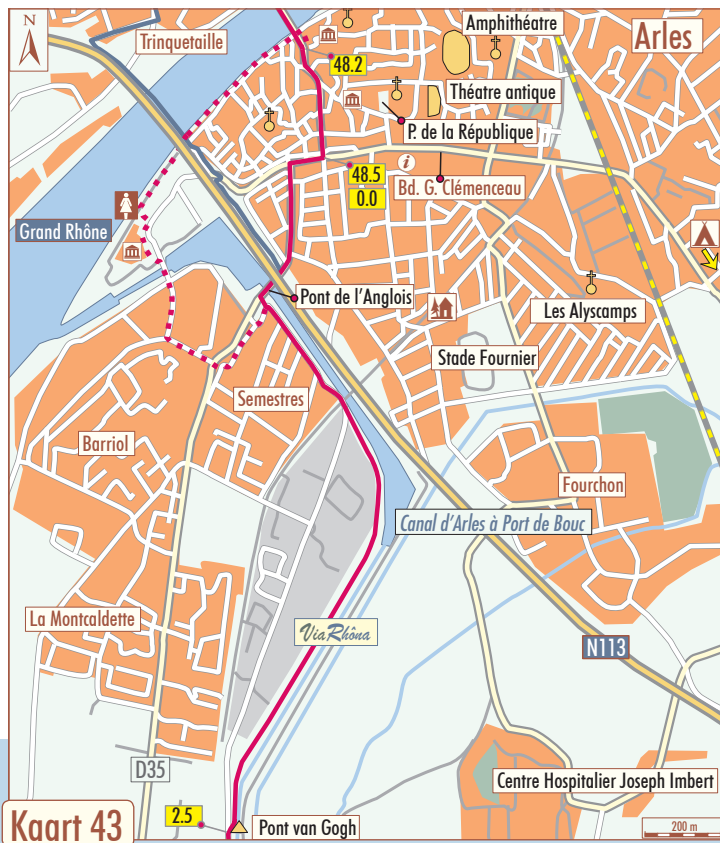 N
Trinquetaille
Amphithéatre
Arles
48.2
Théatre antique
P. de la République
i
48.5
0.0
Bd. G. Clémenceau
Grand Rhône
Pont de l'Anglois
Les Alyscamps
Stade Fournier
Semestres
Barriol
Fourchon
Canal d'Arles à Port de Bouc
La Montcaldette
ViaRhôna
N113
D35
Centre Hospitalier Joseph Imbert
2.5
Pont van Gogh
Kaart 43
200 m